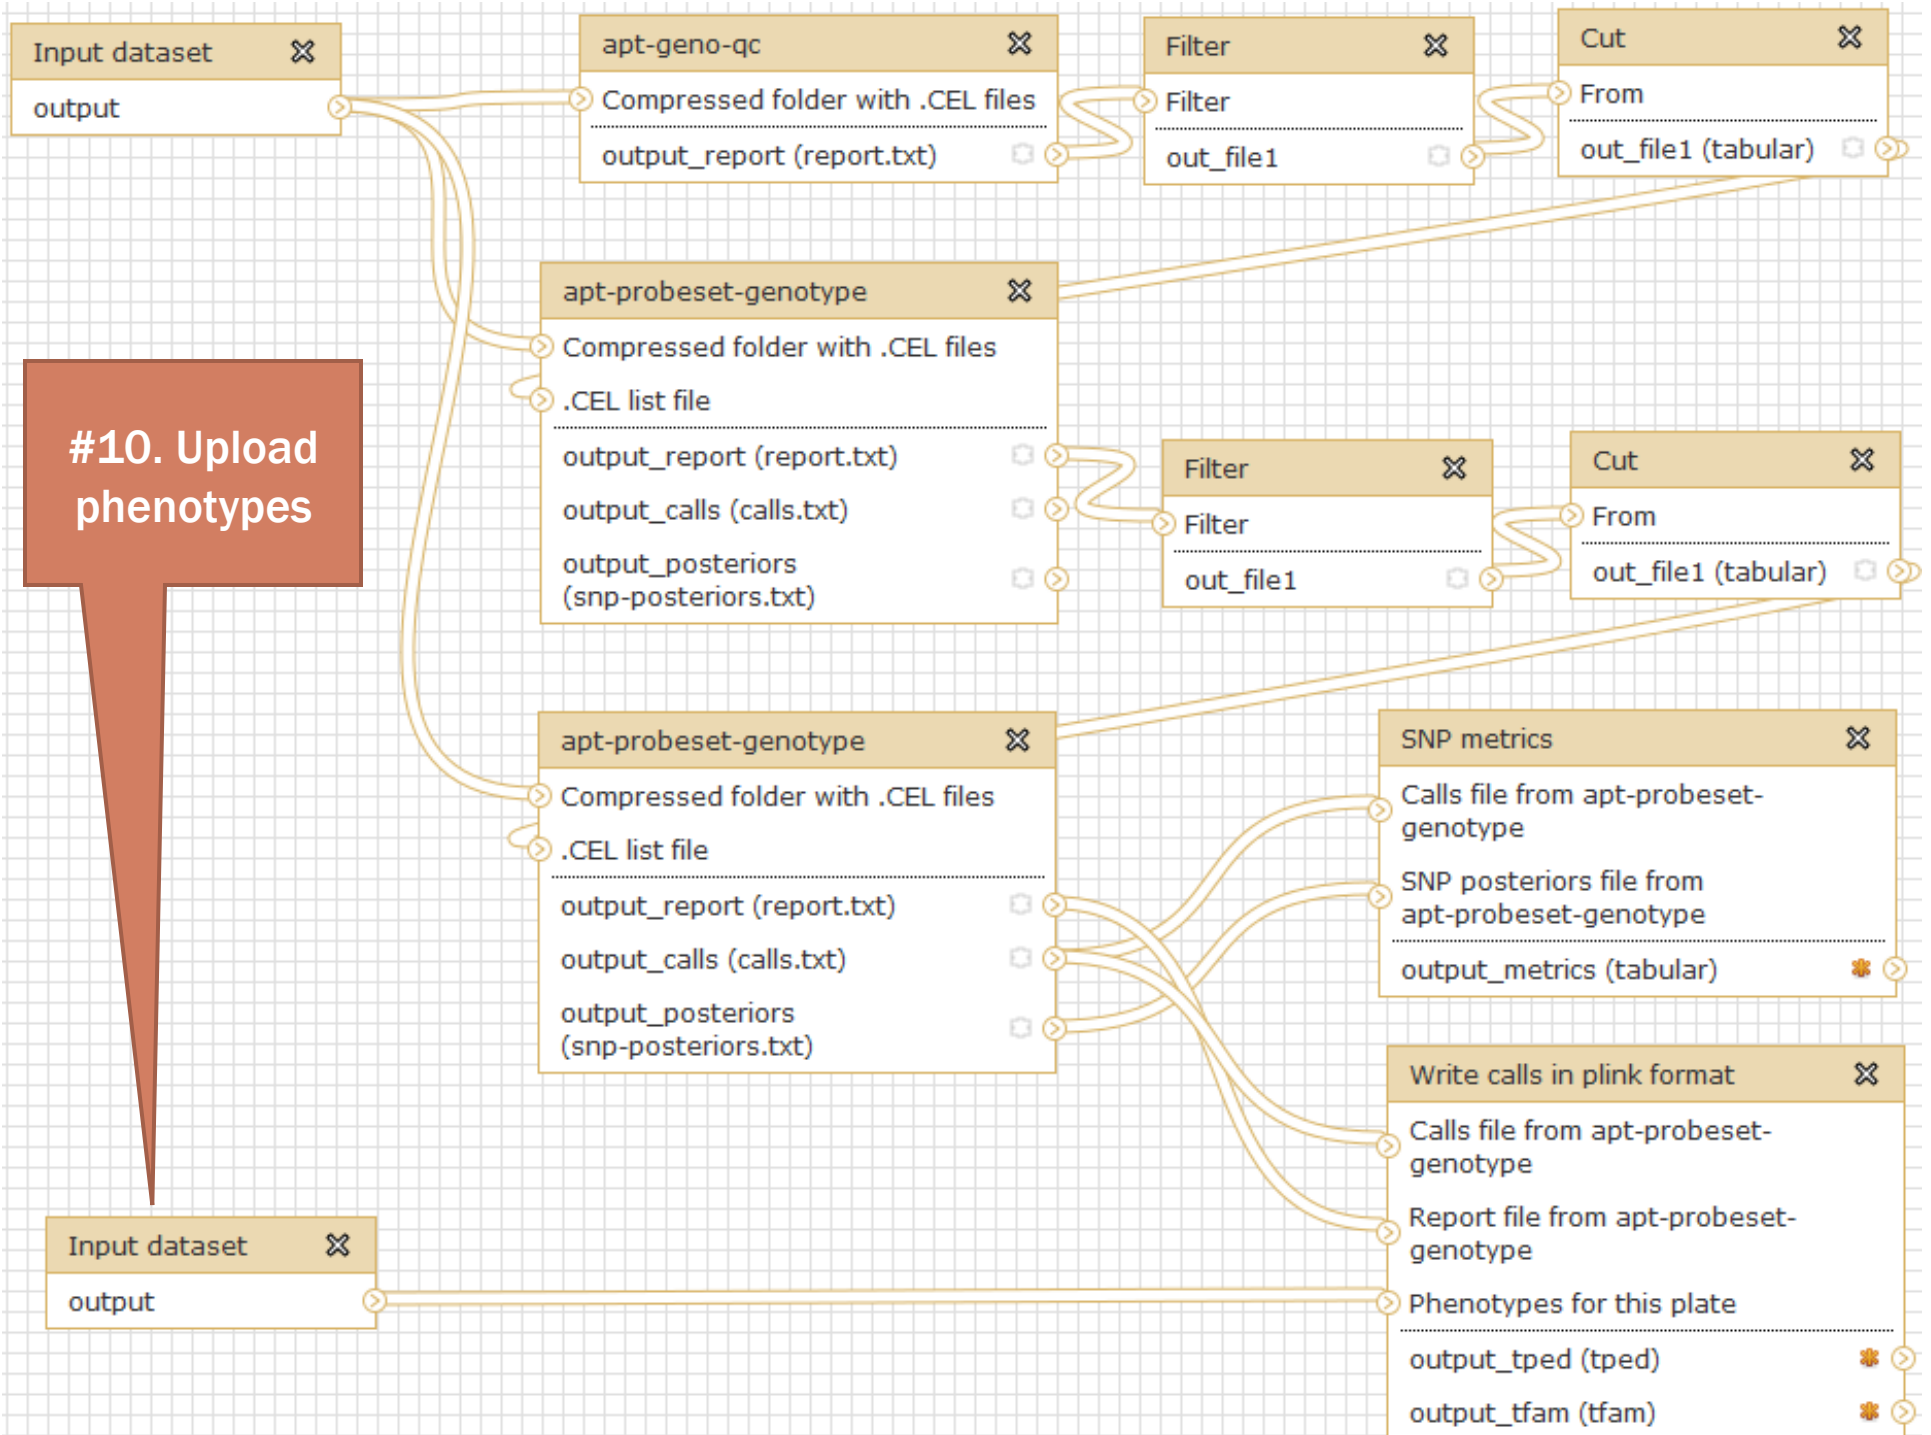 Input dataset
output
apt-geno-qc
Compressed folder with .CEL files
output_report (report.txt)
Filter
Filter
out_file1
Cut
From
out_file1 (tabular)
apt-probeset-genotype
Compressed folder with .CEL files
.CEL list file
output_report (report.txt)
output_calls (calls.txt)
output_posteriors
(snp-posteriors.txt)
#10. Upload
phenotypes
Filter
Filter
out_file1
Cut
From
out_file1 (tabular)
apt-probeset-genotype
Compressed folder with .CEL files
.CEL list file
output_report (report.txt)
output_calls (calls.txt)
output_posteriors
(snp-posteriors.txt)
SNP metrics
Calls file from apt-probeset-
genotype
SNP posteriors file from
apt-probeset-genotype
output_metrics (tabular)
Write calls in plink format
Calls file from apt-probeset-
genotype
Report file from apt-probeset-
genotype
Phenotypes for this plate
output_tped (tped)
output_tfam (tfam)
Input dataset
output